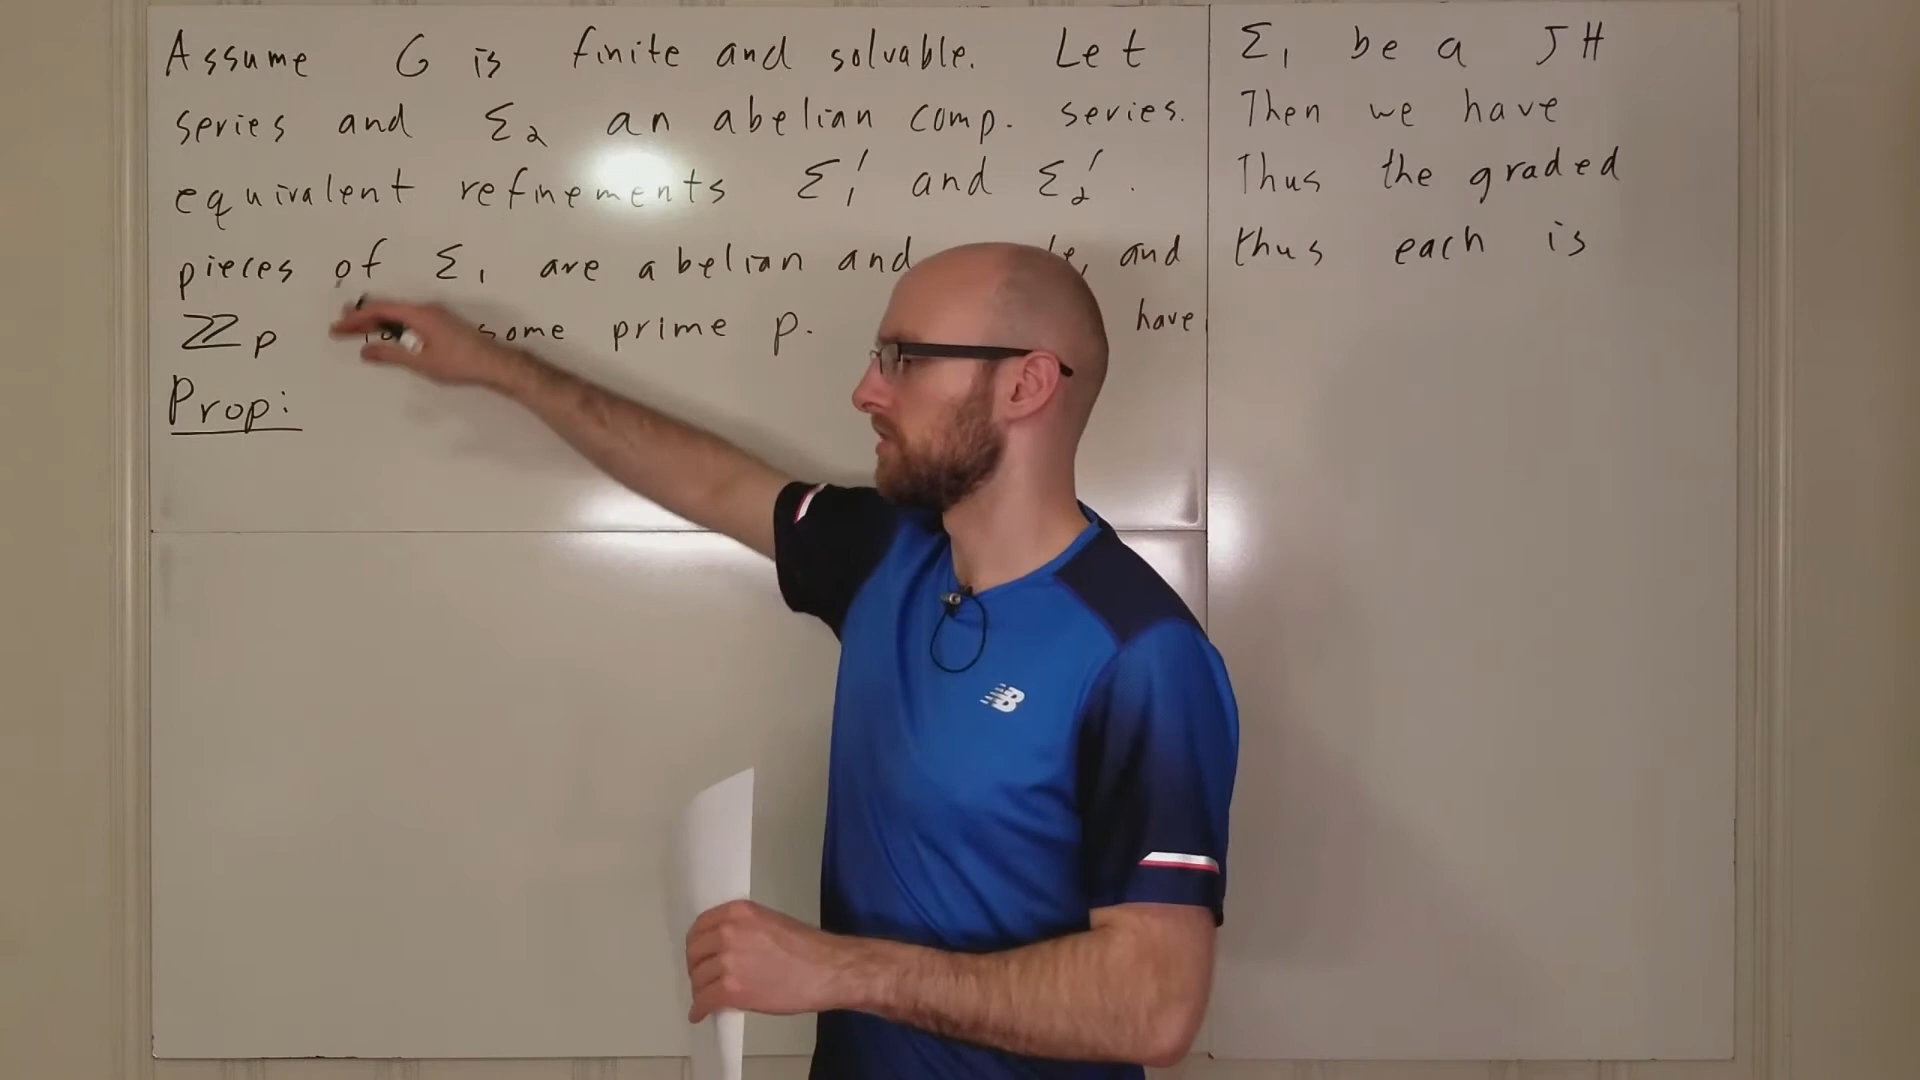 Assume G is finite and solvable. Let Σ₁ be a JH
series and Σ₂ an abelian comp. series. Then we have
equivalent refinements Σ₁′ and Σ₂′. Thus the graded
pieces of Σ₁ are abelian and and thus each is
ℤp some prime p. have
Prop:
NB